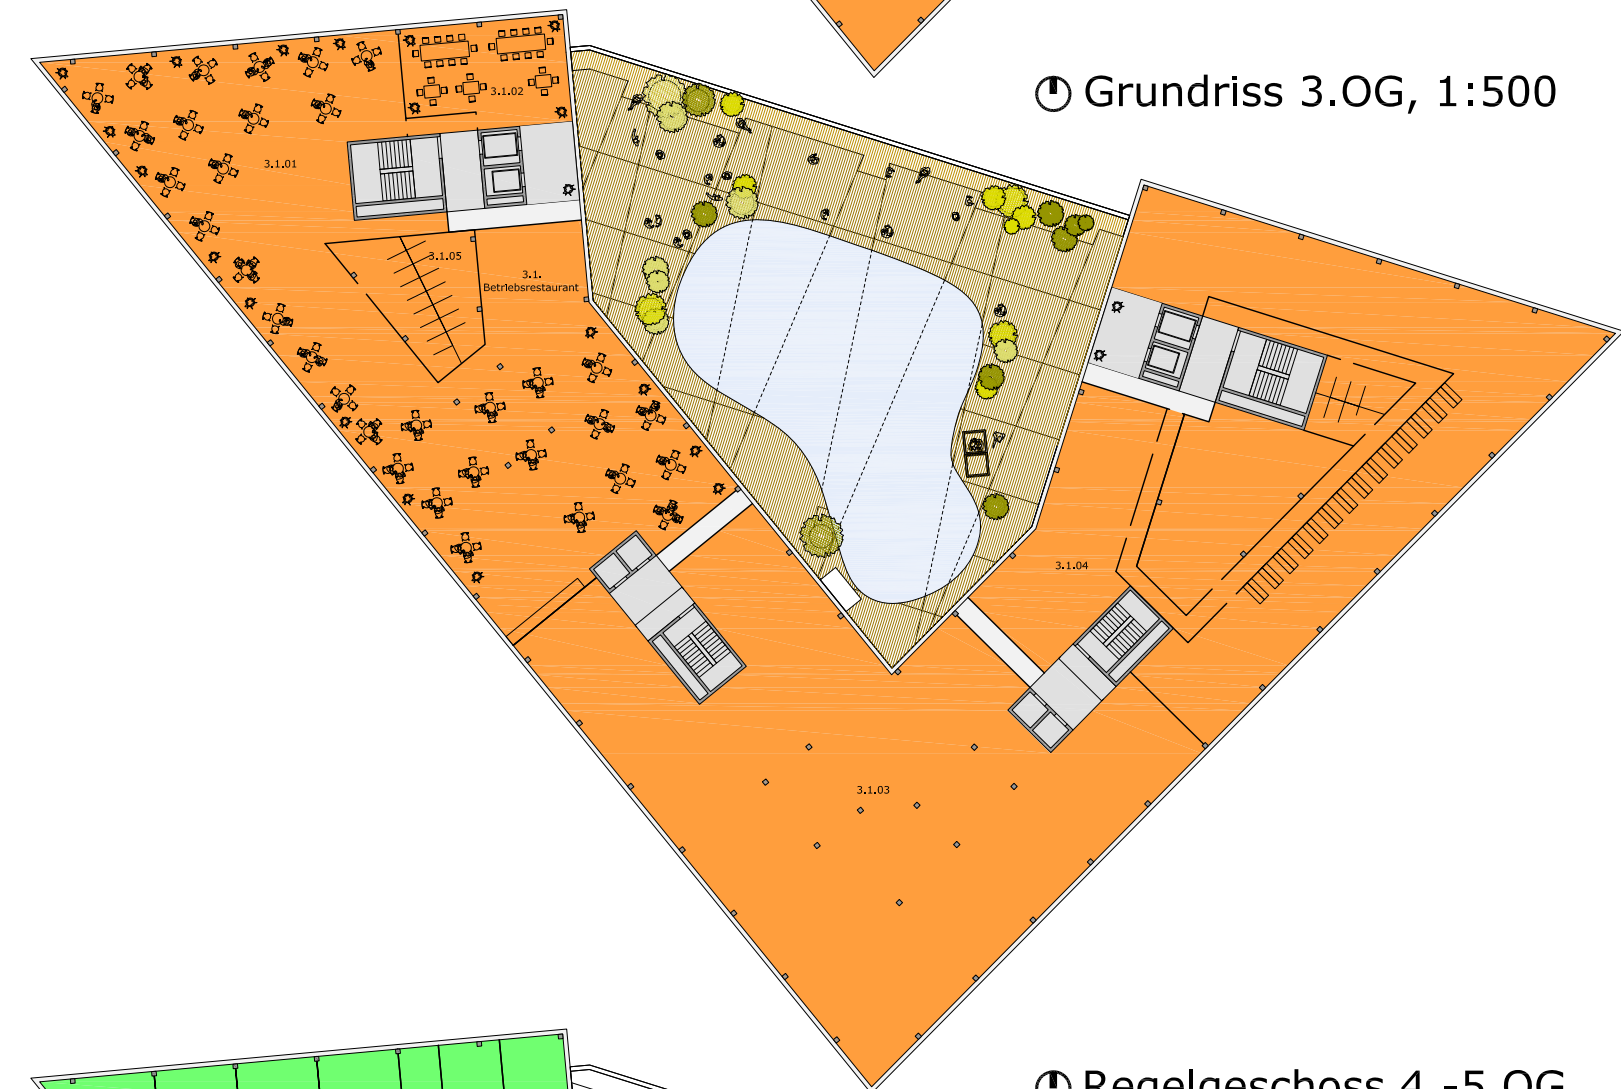 Grundriss 3.OG, 1:500
3.1.02
3.1.01
3.1.05
3.1.
Betriebsrestaurant
3.1.04
3.1.03
Regelgeschoss 4.-5.OG